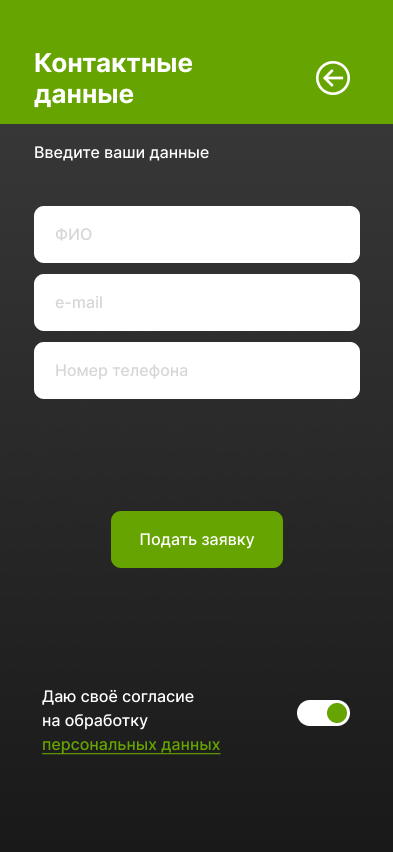 Контактные
данные
Введите ваши данные
ФИО
e-mail
Номер телефона
Подать заявку
Даю своё согласие
на обработку
персональных данных